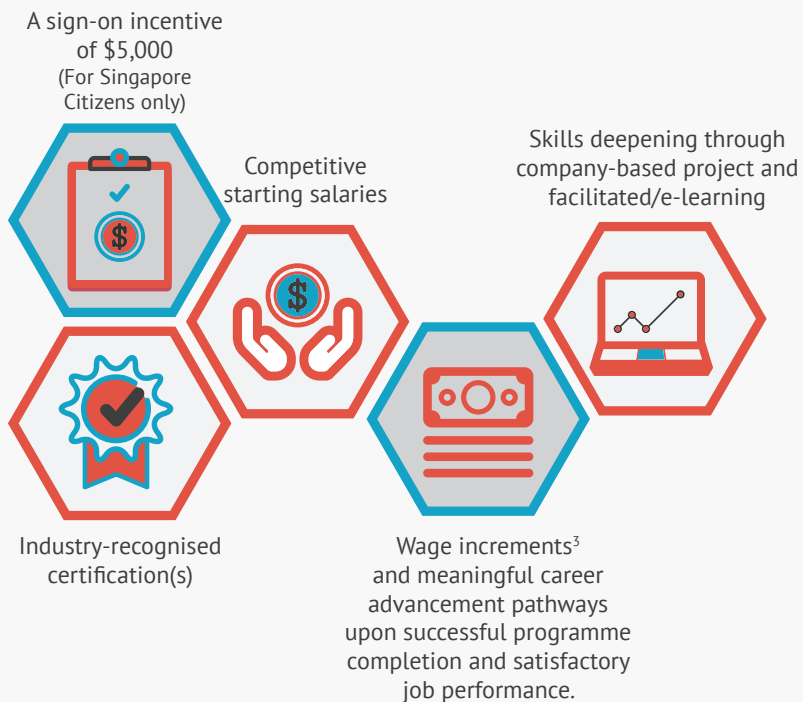 A sign-on incentive
of $5,000
(For Singapore
Citizens only)
$
Competitive
starting salaries
$
Skills deepening through
company-based project and
facilitated/e-learning
Industry-recognised
certification(s)
Wage increments³
and meaningful career
advancement pathways
upon successful programme
completion and satisfactory
job performance.